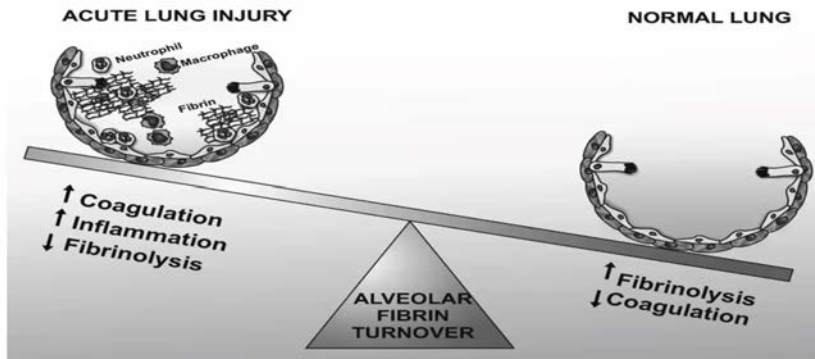 ACUTE LUNG INJURY
NORMAL LUNG
Neutrophil
Macrophage
Fibrin
↑ Coagulation
↑ Inflammation
↓ Fibrinolysis
↑ Fibrinolysis
↓ Coagulation
ALVEOLAR
FIBRIN
TURNOVER